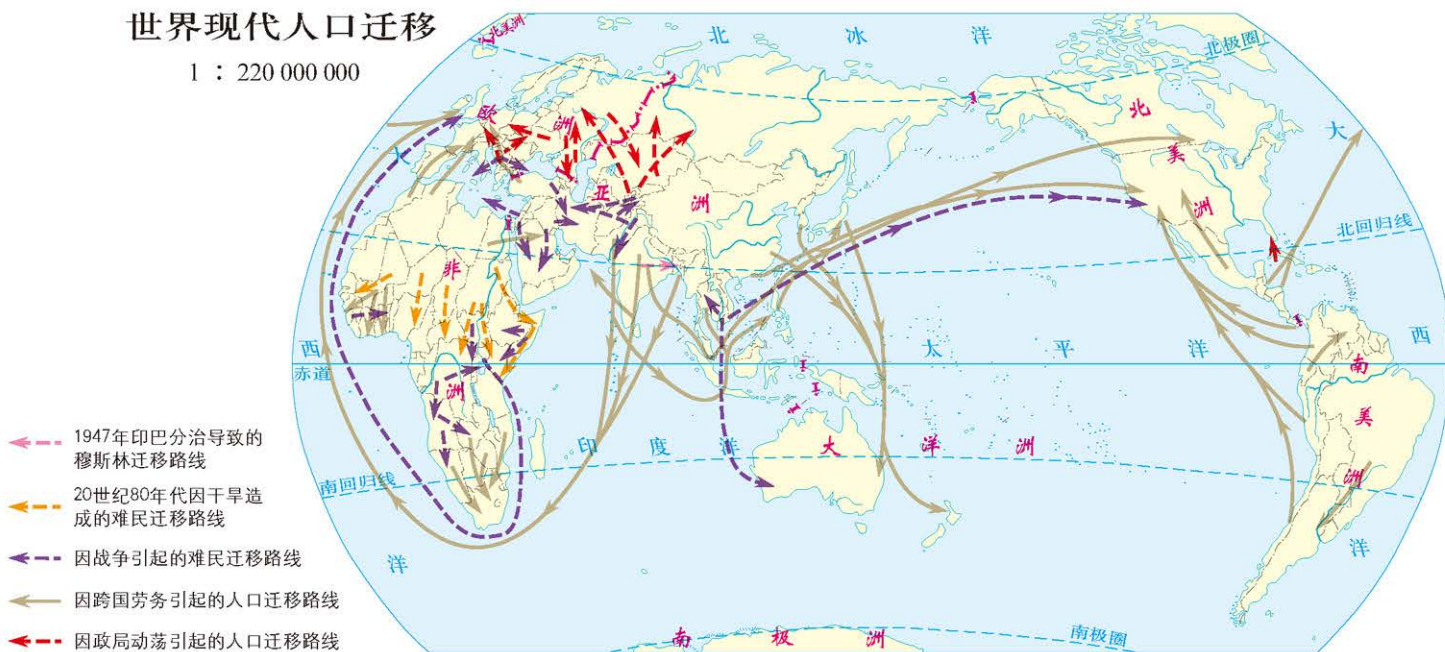 世界现代人口迁移
1 : 220 000 000
北美洲
北冰洋
北极圈
欧洲
北美洲
大西洋
大西洋
亚洲
北回归线
非洲
太平洋
赤道
南美洲
印度洋
大洋洲
南回归线
南极洲
南极圈
1947年印巴分治导致的
穆斯林迁移路线
20世纪80年代因干旱造
成的难民迁移路线
因战争引起的难民迁移路线
因跨国劳务引起的人口迁移路线
因政局动荡引起的人口迁移路线